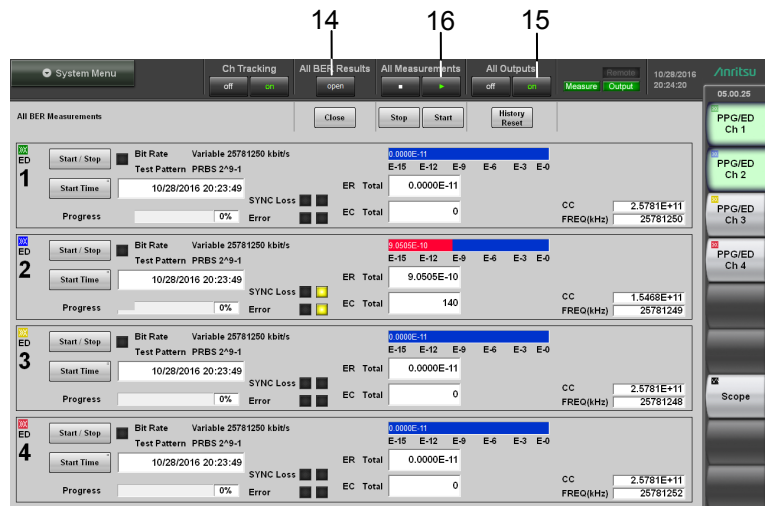 14 16 15
System Menu
Ch Tracking All BER Results All Measurements All Outputs
off on open off on
Remote
Measure Output
10/28/2016
20:24:20
Anritsu
05.00.25
All BER Measurements
Close Stop Start History
Reset
PPG/ED
Ch 1
PPG/ED
Ch 2
PPG/ED
Ch 3
PPG/ED
Ch 4
Scope
ED
1
Start / Stop Bit Rate Variable 25781250 kbit/s 0.0000E-11
Test Pattern PRBS 2^9-1 E-15 E-12 E-9 E-6 E-3 E-0
Start Time 10/28/2016 20:23:49 ER Total 0.0000E-11
SYNC Loss
Progress 0% Error EC Total 0
CC 2.5781E+11
FREQ(kHz) 25781250
ED
2
Start / Stop Bit Rate Variable 25781250 kbit/s 9.0505E-10
Test Pattern PRBS 2^9-1 E-15 E-12 E-9 E-6 E-3 E-0
Start Time 10/28/2016 20:23:49 ER Total 9.0505E-10
SYNC Loss
Progress 0% Error EC Total 140
CC 1.5468E+11
FREQ(kHz) 25781249
ED
3
Start / Stop Bit Rate Variable 25781250 kbit/s 0.0000E-11
Test Pattern PRBS 2^9-1 E-15 E-12 E-9 E-6 E-3 E-0
Start Time 10/28/2016 20:23:49 ER Total 0.0000E-11
SYNC Loss
Progress 0% Error EC Total 0
CC 2.5781E+11
FREQ(kHz) 25781248
ED
4
Start / Stop Bit Rate Variable 25781250 kbit/s 0.0000E-11
Test Pattern PRBS 2^9-1 E-15 E-12 E-9 E-6 E-3 E-0
Start Time 10/28/2016 20:23:49 ER Total 0.0000E-11
SYNC Loss
Progress 0% Error EC Total 0
CC 2.5781E+11
FREQ(kHz) 25781252